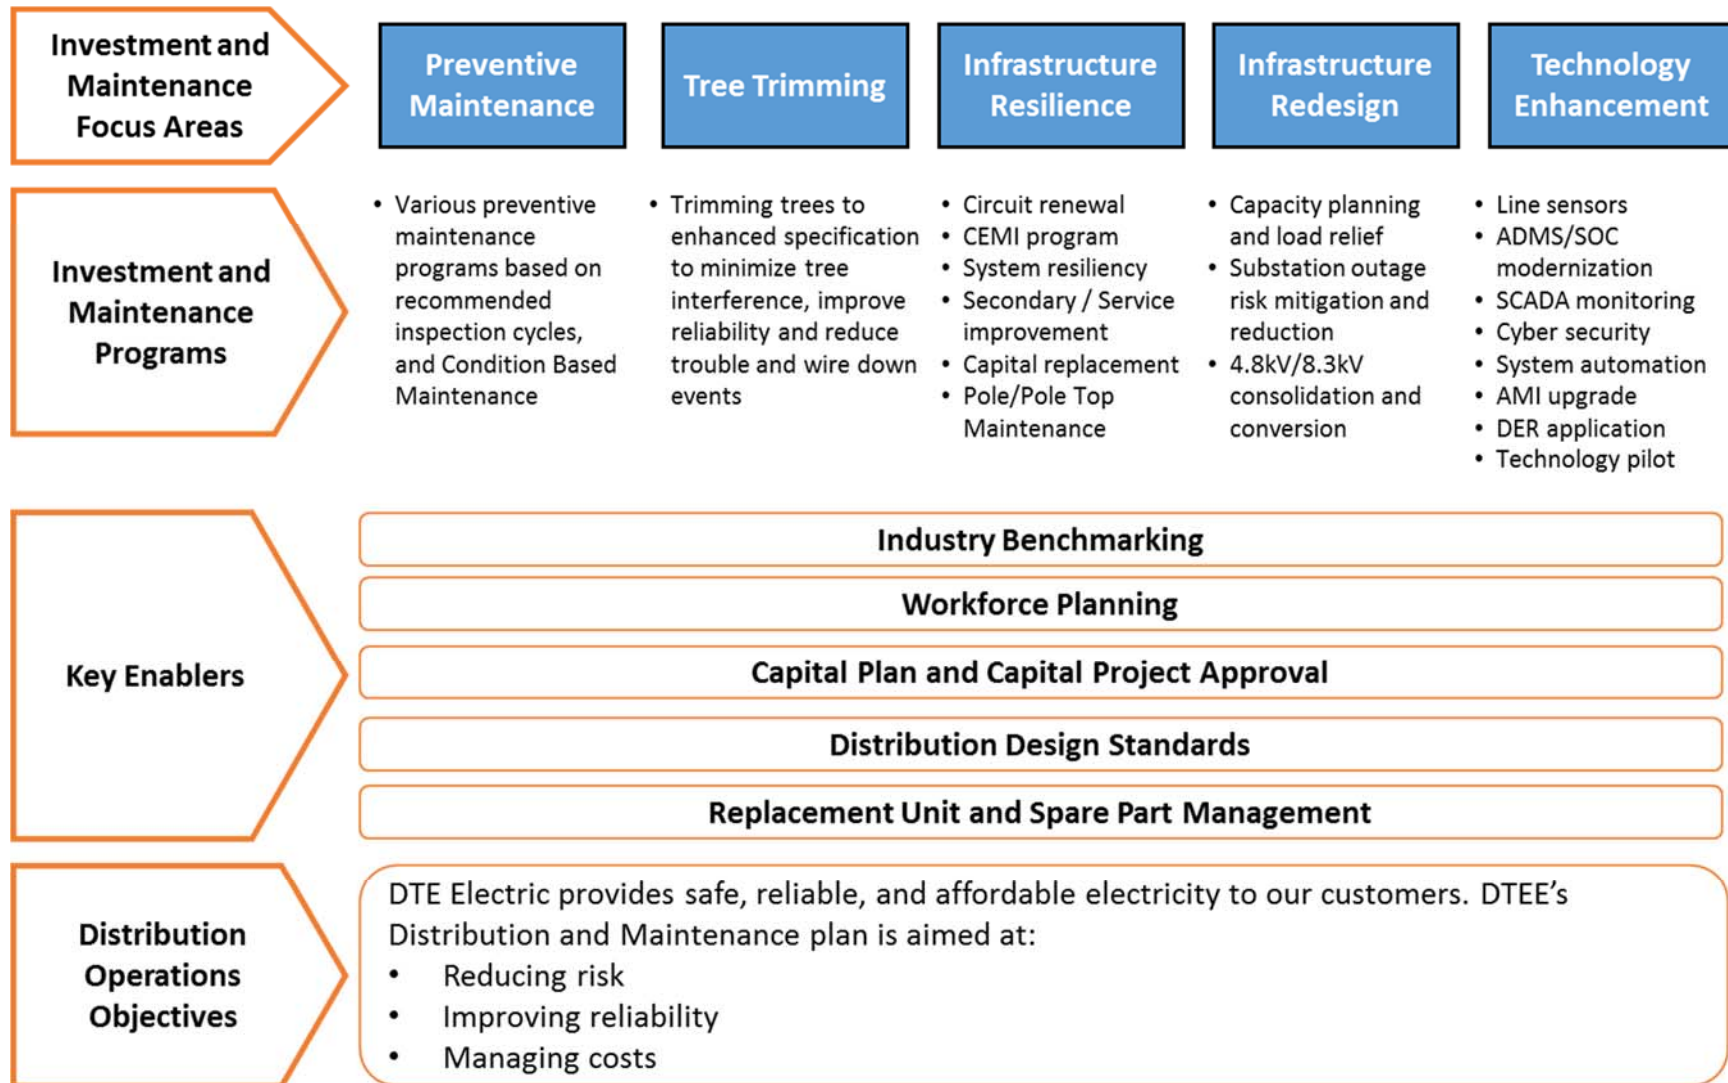 Investment and
Maintenance
Focus Areas
Preventive
Maintenance
Tree Trimming
Infrastructure
Resilience
Infrastructure
Redesign
Technology
Enhancement
Investment and
Maintenance
Programs
• Various preventive
maintenance
programs based on
recommended
inspection cycles,
and Condition Based
Maintenance
• Trimming trees to
enhanced specification
to minimize tree
interference, improve
reliability and reduce
trouble and wire down
events
• Circuit renewal
• CEMI program
• System resiliency
• Secondary / Service
improvement
• Capital replacement
• Pole/Pole Top
Maintenance
• Capacity planning
and load relief
• Substation outage
risk mitigation and
reduction
• 4.8kV/8.3kV
consolidation and
conversion
• Line sensors
• ADMS/SOC
modernization
• SCADA monitoring
• Cyber security
• System automation
• AMI upgrade
• DER application
• Technology pilot
Key Enablers
Industry Benchmarking
Workforce Planning
Capital Plan and Capital Project Approval
Distribution Design Standards
Replacement Unit and Spare Part Management
Distribution
Operations
Objectives
DTE Electric provides safe, reliable, and affordable electricity to our customers. DTEE’s
Distribution and Maintenance plan is aimed at:
• Reducing risk
• Improving reliability
• Managing costs